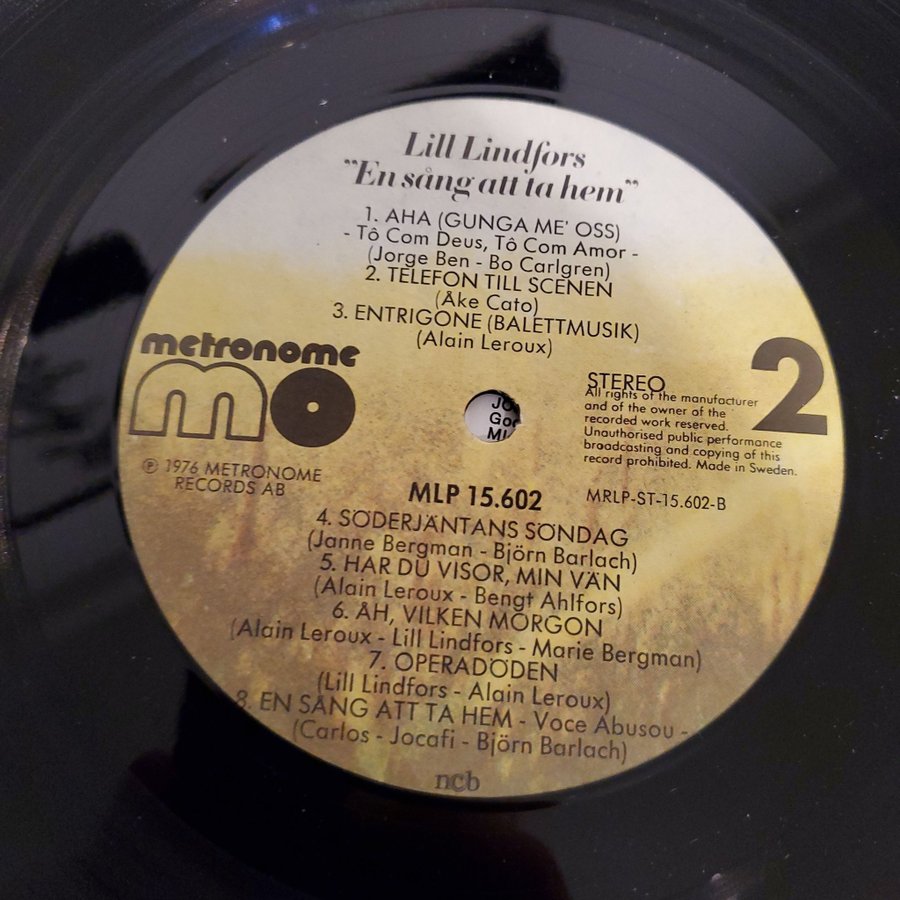 Lill Lindfors
"En sång att ta hem"
1. AHA (GUNGA ME' OSS)
- Tô Com Deus, Tô Com Amor -
(Jorge Ben - Bo Carlgren)
2. TELEFON TILL SCENEN
(Åke Cato)
3. ENTRIGONE (BALETTMUSIK)
(Alain Leroux)
metronome
mo
℗ 1976 METRONOME
RECORDS AB
STEREO
All rights of the manufacturer
and of the owner of the
recorded work reserved.
Unauthorised public performance
broadcasting and copying of this
record prohibited. Made in Sweden.
2
MLP 15.602
MRLP-ST-15.602-B
4. SÖDERJÄNTANS SÖNDAG
(Janne Bergman - Björn Barlach)
5. HAR DU VISOR, MIN VÄN
(Alain Leroux - Bengt Ahlfors)
6. ÅH, VILKEN MORGON
(Alain Leroux - Lill Lindfors - Marie Bergman)
7. OPERADÖDEN
(Lill Lindfors - Alain Leroux)
8. EN SÅNG ATT TA HEM - Voce Abusou -
(Carlos - Jocafi - Björn Barlach)
ncb